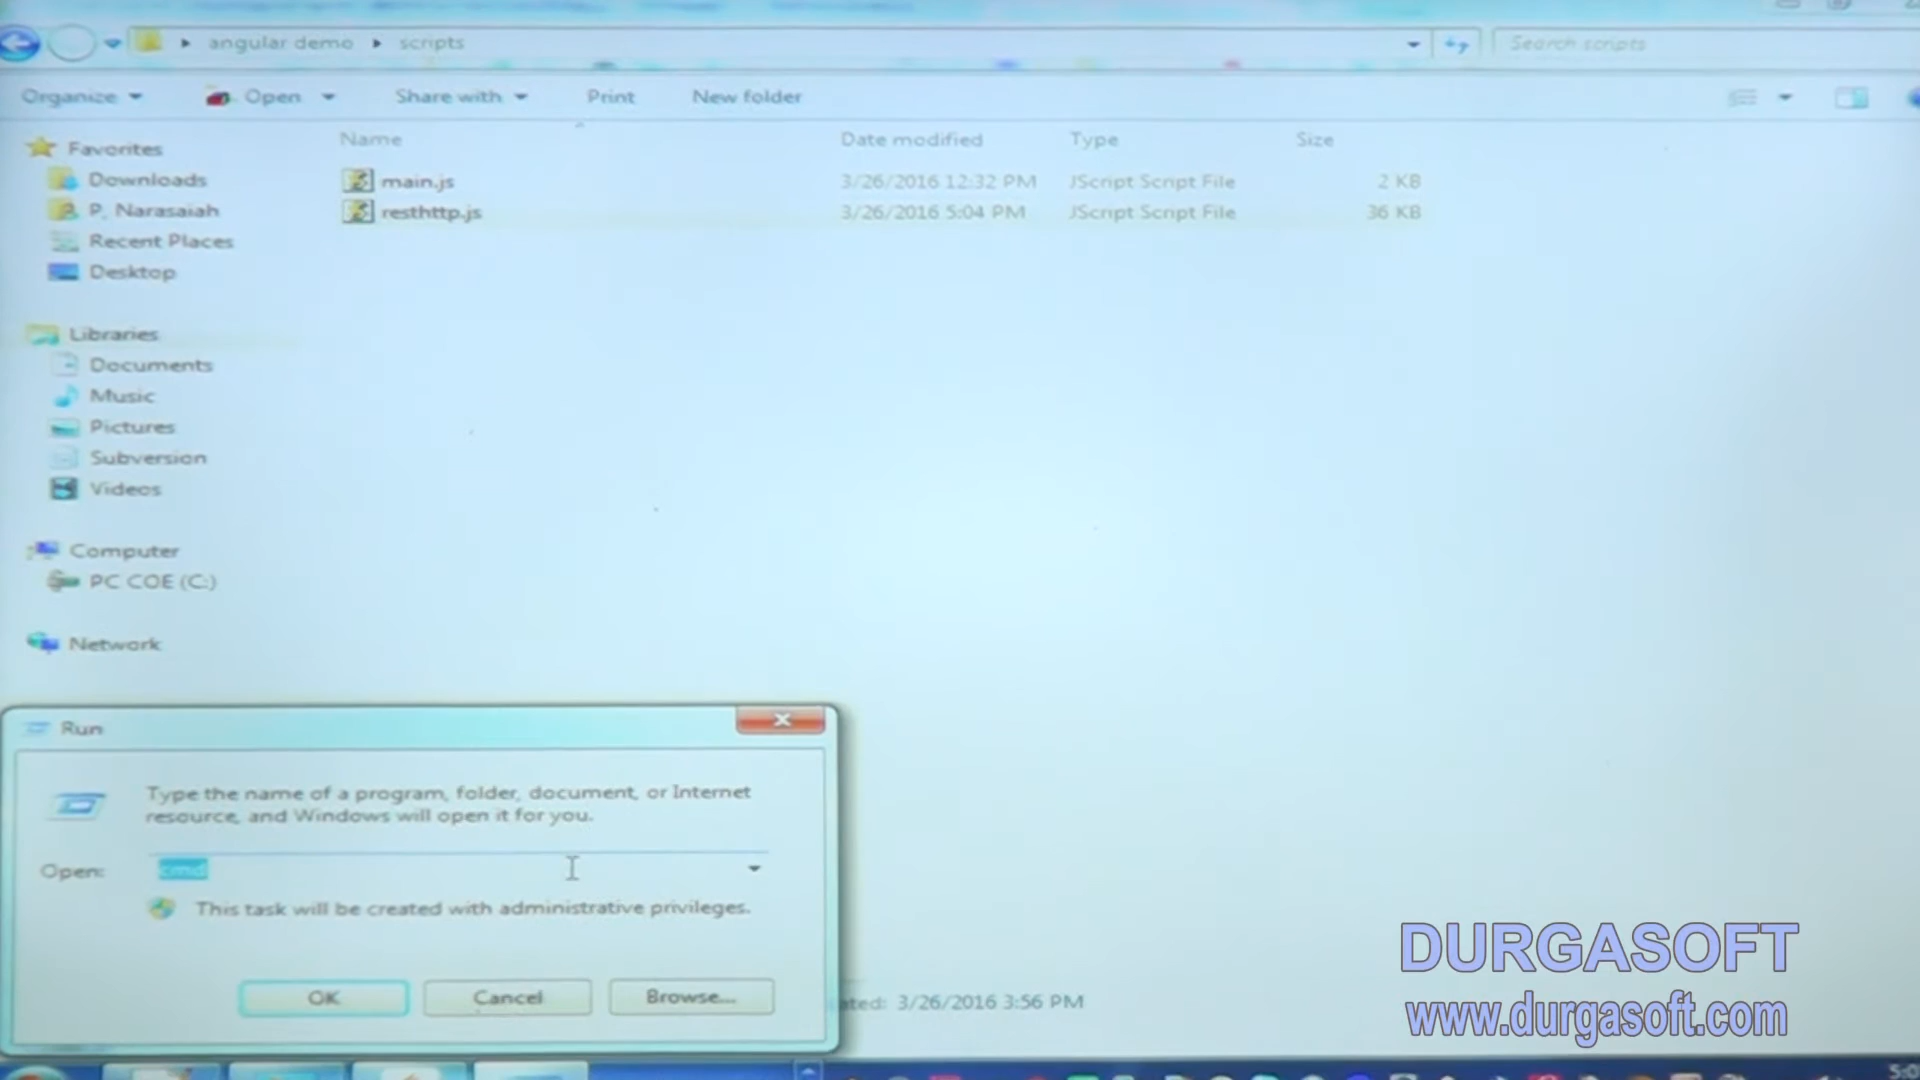 angular demo ▸ scripts
Search scripts
Organize
Open
Share with
Print
New folder
Name
Date modified
Type
Size
main.js
3/26/2016 12:32 PM
JScript Script File
2 KB
resthttp.js
3/26/2016 5:04 PM
JScript Script File
36 KB
Favorites
Downloads
P, Narasaiah
Recent Places
Desktop
Libraries
Documents
Music
Pictures
Subversion
Videos
Computer
PC COE (C:)
Network
Run
Type the name of a program, folder, document, or Internet
resource, and Windows will open it for you.
Open:
cmd
This task will be created with administrative privileges.
OK
Cancel
Browse...
3/26/2016 3:56 PM
DURGASOFT
www.durgasoft.com